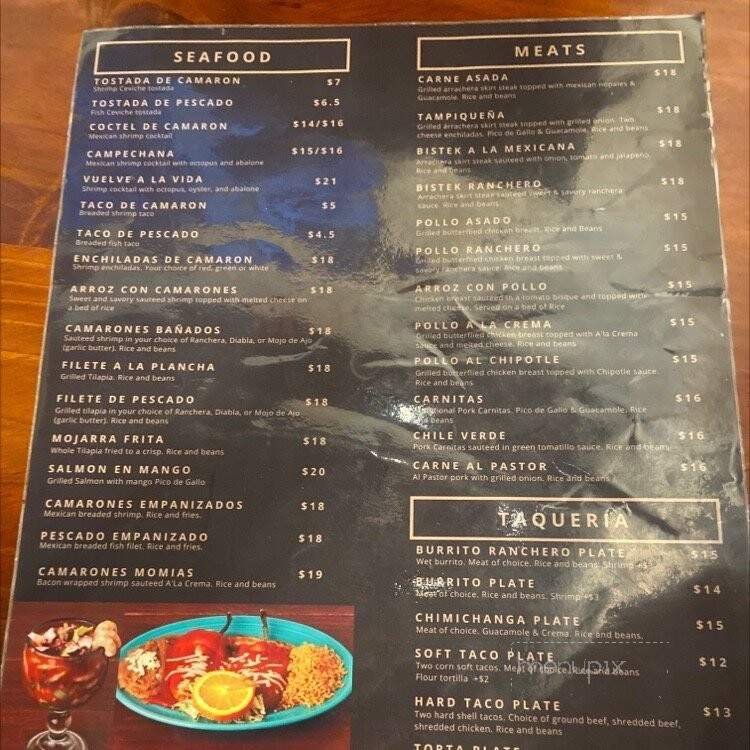 SEAFOOD
TOSTADA DE CAMARON $7
Shrimp Ceviche tostada
TOSTADA DE PESCADO $6.5
Fish Ceviche tostada
COCTEL DE CAMARON $14/$16
Mexican shrimp cocktail
CAMPECHANA $15/$16
Mexican shrimp cocktail with octopus and abalone
VUELVE A LA VIDA $21
Shrimp cocktail with octopus, oyster, and abalone
TACO DE CAMARON $5
Breaded shrimp taco
TACO DE PESCADO $4.5
Breaded fish taco
ENCHILADAS DE CAMARON $18
Shrimp enchiladas. Your choice of red, green or white
ARROZ CON CAMARONES $18
Sweet and savory sauteed shrimp topped with melted cheese on
a bed of rice
CAMARONES BAÑADOS $18
Sauteed shrimp in your choice of Ranchera, Diabla, or Mojo de Ajo
(garlic butter). Rice and beans
FILETE A LA PLANCHA $18
Grilled Tilapia. Rice and beans
FILETE DE PESCADO $18
Grilled tilapia in your choice of Ranchera, Diabla, or Mojo de Ajo
(garlic butter). Rice and beans
MOJARRA FRITA $18
Whole Tilapia fried to a crisp. Rice and beans
SALMON EN MANGO $20
Grilled Salmon with mango Pico de Gallo
CAMARONES EMPANIZADOS $18
Mexican breaded shrimp. Rice and fries.
PESCADO EMPANIZADO $18
Mexican breaded fish filet. Rice and fries.
CAMARONES MOMIAS $19
Bacon wrapped shrimp sauteed A'La Crema. Rice and beans
MEATS
CARNE ASADA $18
Grilled arrachera skirt steak topped with mexican nopales &
Guacamole. Rice and beans
TAMPIQUEÑA $18
Grilled arrachera skirt steak topped with grilled onion. Two
cheese enchiladas. Pico de Gallo & Guacamole. Rice and beans
BISTEK A LA MEXICANA $18
Arrachera skirt steak sauteed with onion, tomato and jalapeno.
Rice and beans
BISTEK RANCHERO $18
Arrachera skirt steak sauteed sweet & savory ranchera
sauce. Rice and beans
POLLO ASADO $15
Grilled butterflied chicken breast. Rice and Beans
POLLO RANCHERO $15
Grilled butterflied chicken breast topped with sweet &
savory ranchera sauce. Rice and beans
ARROZ CON POLLO $15
Chicken breast sauteed in a tomato bisque and topped with
melted cheese. Served on a bed of Rice
POLLO A LA CREMA $15
Grilled butterflied chicken breast topped with A'la Crema
sauce and melted cheese. Rice and beans
POLLO AL CHIPOTLE $15
Grilled butterflied chicken breast topped with Chipotle sauce.
Rice and beans
CARNITAS $16
Traditional Pork Carnitas. Pico de Gallo & Guacamole. Rice
and beans
CHILE VERDE $16
Pork Carnitas sauteed in green tomatillo sauce. Rice and beans
CARNE AL PASTOR $16
Al Pastor pork with grilled onion. Rice and beans
TAQUERIA
BURRITO RANCHERO PLATE $15
Wet burrito. Meat of choice. Rice and beans. Shrimp +$3
BURRITO PLATE $14
Meat of choice. Rice and beans. Shrimp +$3
CHIMICHANGA PLATE $15
Meat of choice. Guacamole & Crema. Rice and beans.
SOFT TACO PLATE $12
Two corn soft tacos. Meat of choice. Rice and beans
Flour tortilla +$2
menupix
HARD TACO PLATE $13
Two hard shell tacos. Choice of ground beef, shredded beef,
shredded chicken. Rice and beans
TORTA PLATE